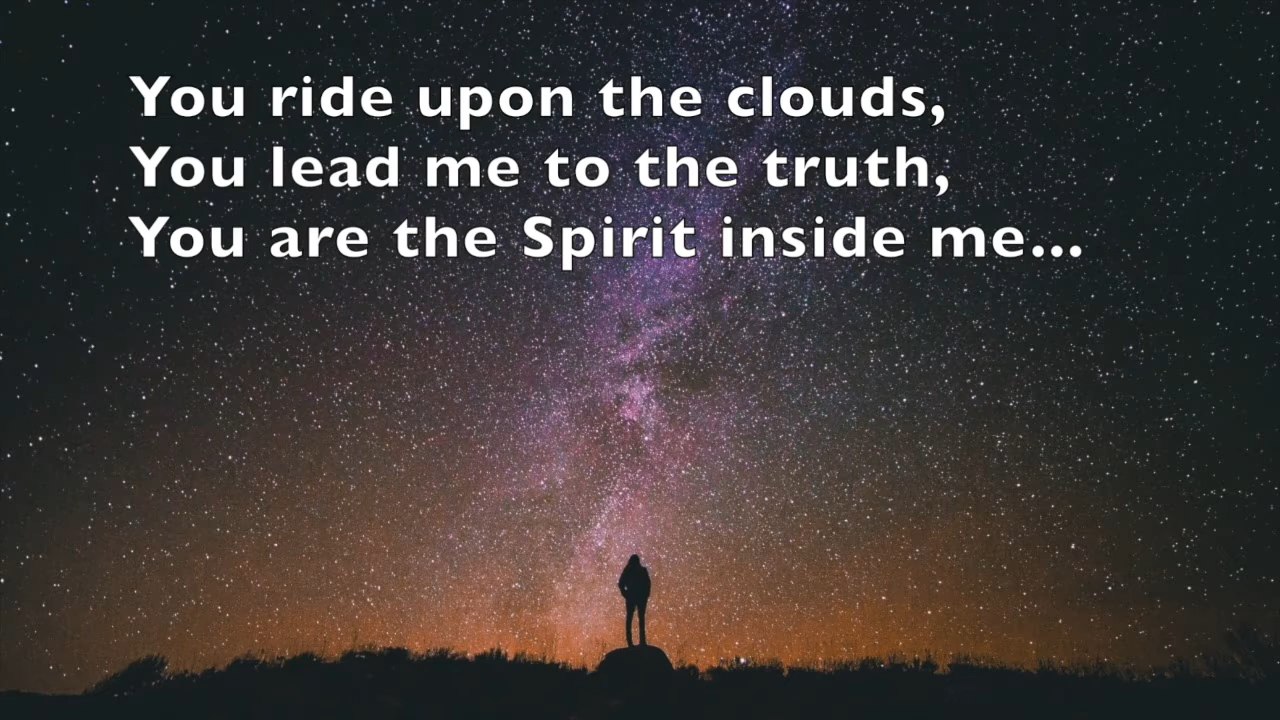 You ride upon the clouds,
You lead me to the truth,
You are the Spirit inside me...